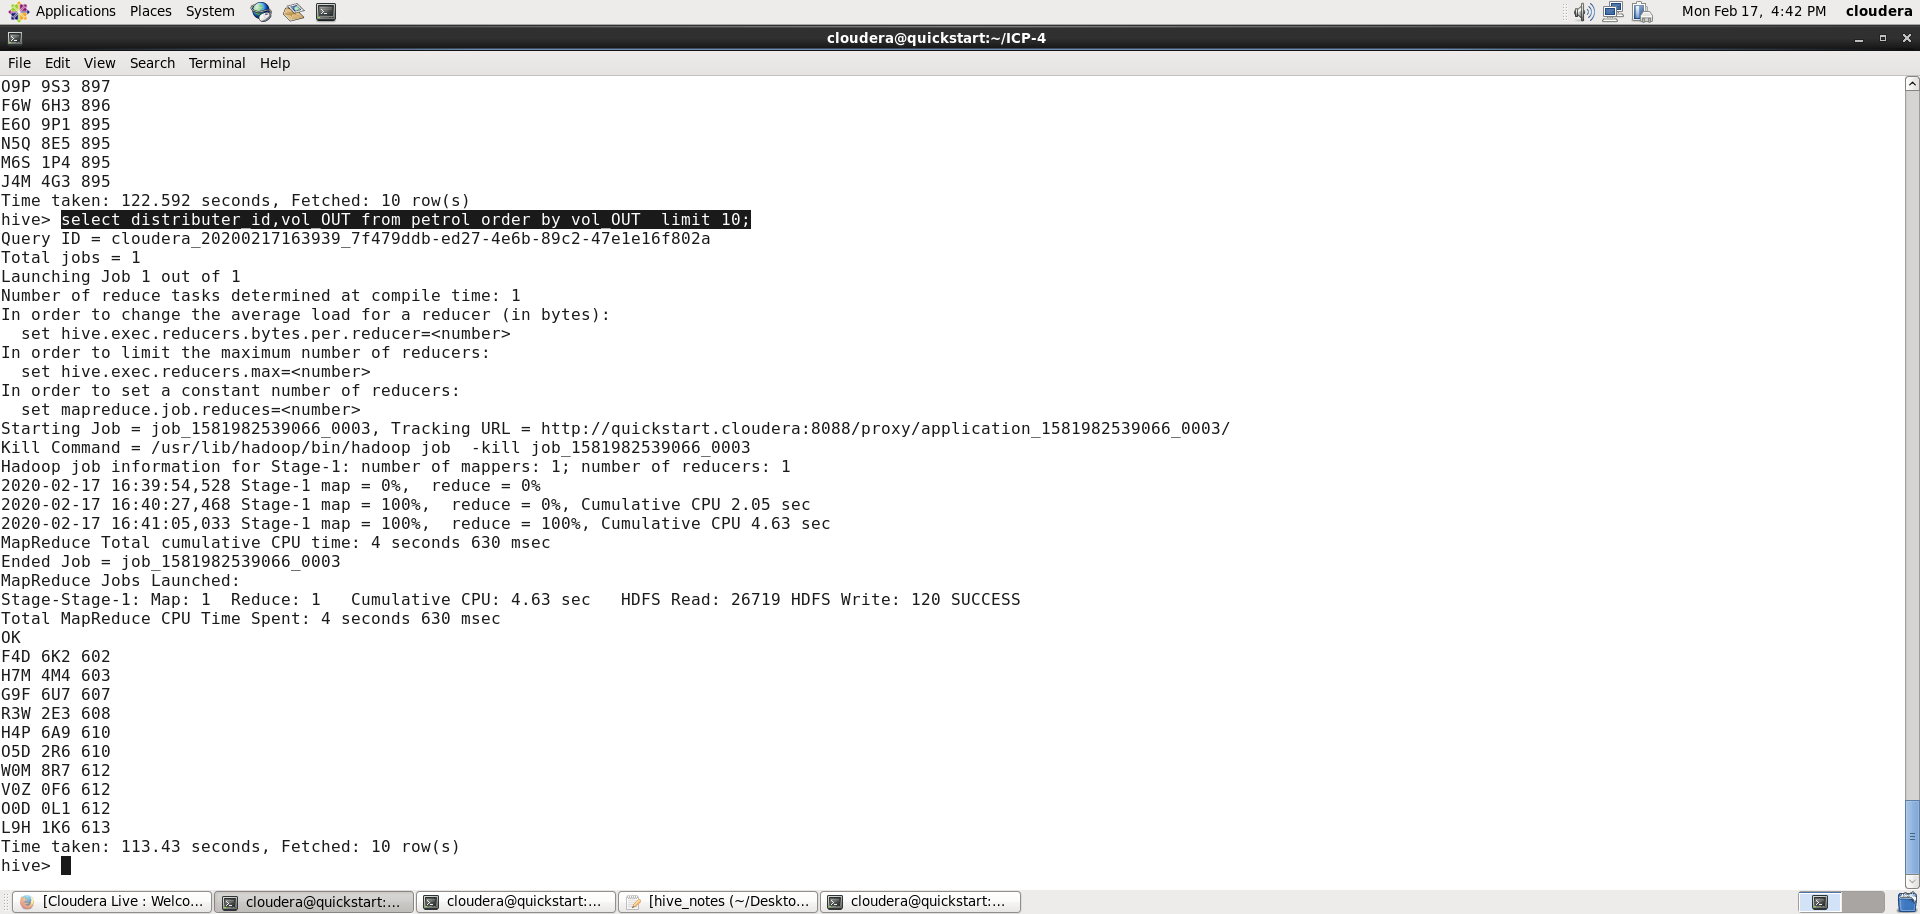 Applications Places System Mon Feb 17, 4:42 PM cloudera
cloudera@quickstart:~/ICP-4
File Edit View Search Terminal Help
O9P 9S3 897
F6W 6H3 896
E6O 9P1 895
N5Q 8E5 895
M6S 1P4 895
J4M 4G3 895
Time taken: 122.592 seconds, Fetched: 10 row(s)
hive> select distributer_id,vol_OUT from petrol order by vol_OUT  limit 10;
Query ID = cloudera_20200217163939_7f479ddb-ed27-4e6b-89c2-47e1e16f802a
Total jobs = 1
Launching Job 1 out of 1
Number of reduce tasks determined at compile time: 1
In order to change the average load for a reducer (in bytes):
  set hive.exec.reducers.bytes.per.reducer=<number>
In order to limit the maximum number of reducers:
  set hive.exec.reducers.max=<number>
In order to set a constant number of reducers:
  set mapreduce.job.reduces=<number>
Starting Job = job_1581982539066_0003, Tracking URL = http://quickstart.cloudera:8088/proxy/application_1581982539066_0003/
Kill Command = /usr/lib/hadoop/bin/hadoop job  -kill job_1581982539066_0003
Hadoop job information for Stage-1: number of mappers: 1; number of reducers: 1
2020-02-17 16:39:54,528 Stage-1 map = 0%,  reduce = 0%
2020-02-17 16:40:27,468 Stage-1 map = 100%,  reduce = 0%, Cumulative CPU 2.05 sec
2020-02-17 16:41:05,033 Stage-1 map = 100%,  reduce = 100%, Cumulative CPU 4.63 sec
MapReduce Total cumulative CPU time: 4 seconds 630 msec
Ended Job = job_1581982539066_0003
MapReduce Jobs Launched:
Stage-Stage-1: Map: 1  Reduce: 1   Cumulative CPU: 4.63 sec   HDFS Read: 26719 HDFS Write: 120 SUCCESS
Total MapReduce CPU Time Spent: 4 seconds 630 msec
OK
F4D 6K2 602
H7M 4M4 603
G9F 6U7 607
R3W 2E3 608
H4P 6A9 610
O5D 2R6 610
W0M 8R7 612
V0Z 0F6 612
O0D 0L1 612
L9H 1K6 613
Time taken: 113.43 seconds, Fetched: 10 row(s)
hive>
[Cloudera Live : Welco... cloudera@quickstart:... cloudera@quickstart:... [hive_notes (~/Deskto... cloudera@quickstart:...